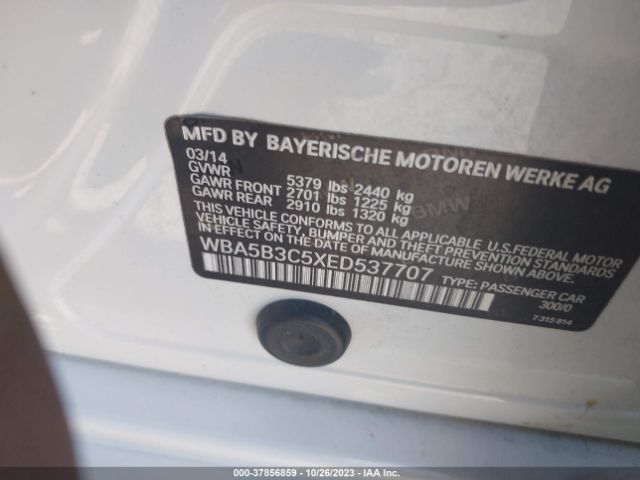 MFD BY BAYERISCHE MOTOREN WERKE AG
03/14
GVWR 5379 lbs 2440 kg
GAWR FRONT 2701 lbs 1225 kg
GAWR REAR 2910 lbs 1320 kg
THIS VEHICLE CONFORMS TO ALL APPLICABLE U.S. FEDERAL MOTOR
VEHICLE SAFETY, BUMPER AND THEFT PREVENTION STANDARDS
IN EFFECT ON THE DATE OF MANUFACTURE SHOWN ABOVE.
WBA5B3C5XED537707
TYPE: PASSENGER CAR
300/0
7 315 814
000-37856859 | 10/26/2023 | IAA Inc.